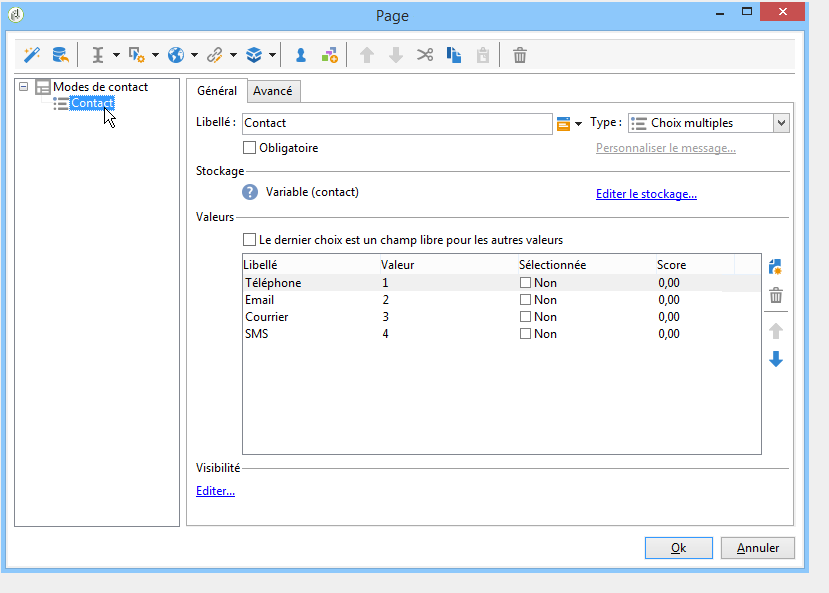 Page
Modes de contact
Contact
Général
Avancé
Libellé :
Contact
Type :
Choix multiples
Obligatoire
Personnaliser le message...
Stockage
? Variable (contact)
Editer le stockage...
Valeurs
Le dernier choix est un champ libre pour les autres valeurs
Libellé Valeur Sélectionnée Score
Téléphone 1 Non 0,00
Email 2 Non 0,00
Courrier 3 Non 0,00
SMS 4 Non 0,00
Visibilité
Editer...
Ok
Annuler